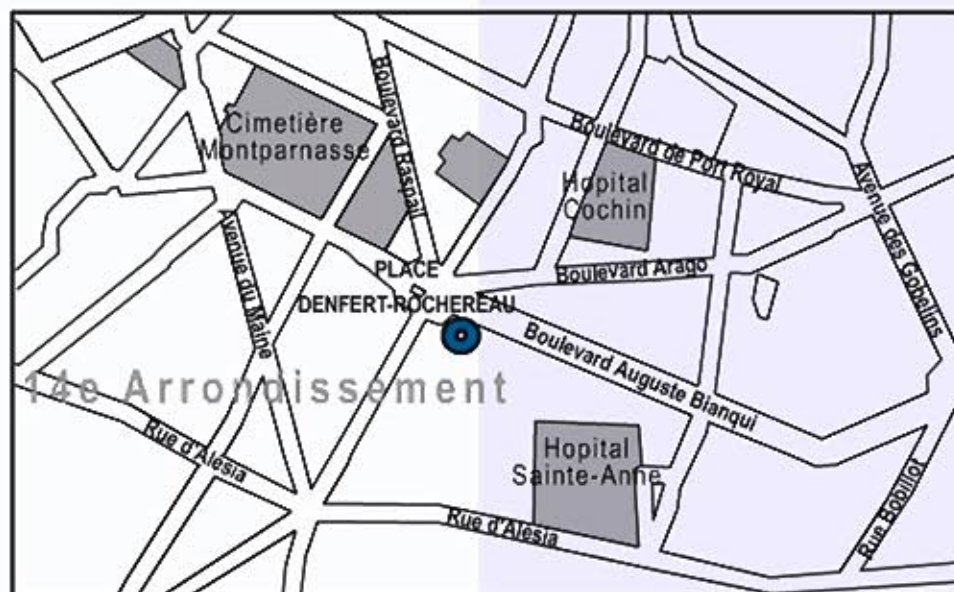 Boulevard Raspail
Cimetière
Montparnasse
Boulevard de Port Royal
Hopital
Cochin
Avenue des Gobelins
Avenue du Maine
PLACE
DENFERT-ROCHEREAU
Boulevard Arago
Boulevard Auguste Bianqui
14e Arrondissement
Rue d'Alesia
Hopital
Sainte-Anne
Rue d'Alesia
Rue Bobillot